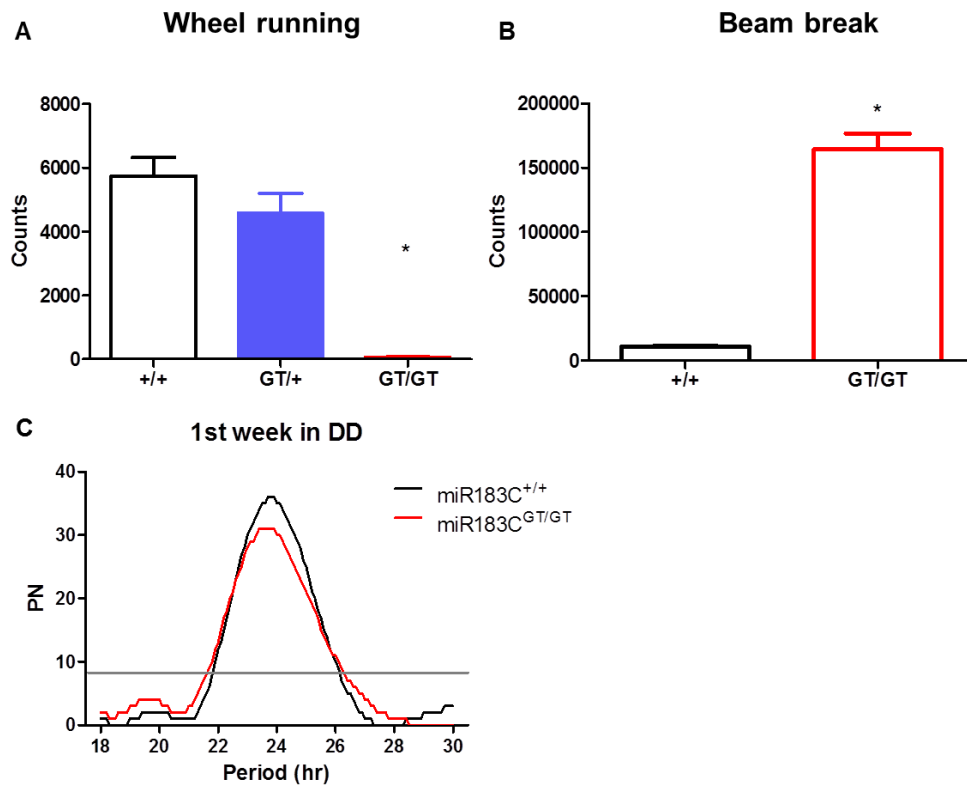 A
Wheel running
B
Beam break
8000
6000
4000
2000
0
Counts
*
+/+
GT/+
GT/GT
200000
150000
100000
50000
0
Counts
*
+/+
GT/GT
C
1st week in DD
40
30
20
10
0
PN
18
20
22
24
26
28
30
Period (hr)
miR183C+/+
miR183CGT/GT